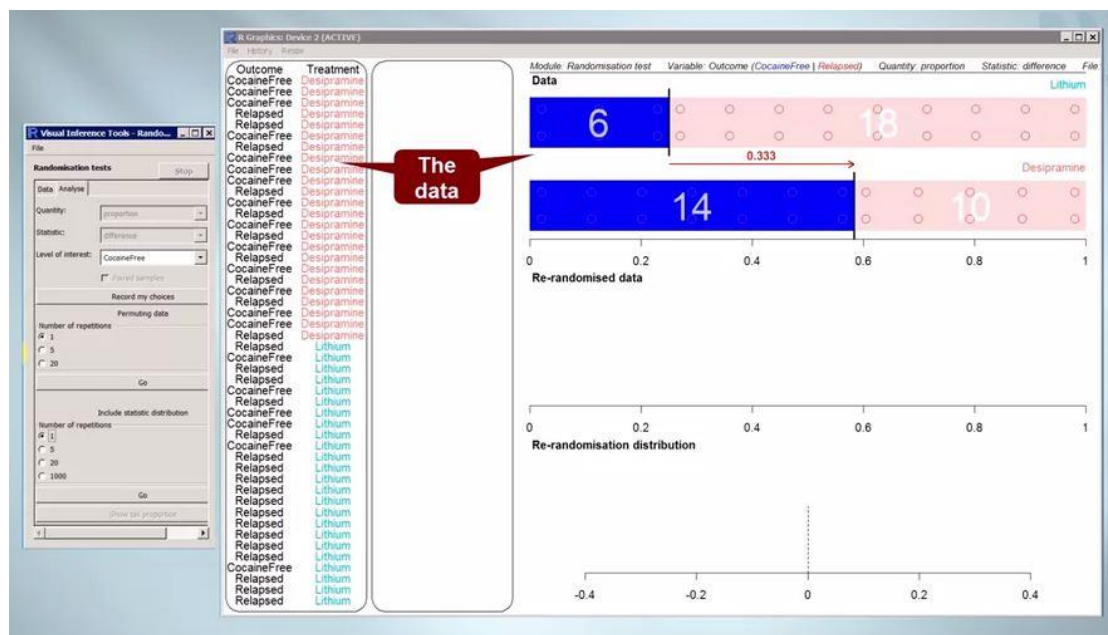 R Graphics: Device 2 (ACTIVE)
File History Resize
Outcome Treatment
CocaineFree Desipramine
CocaineFree Desipramine
CocaineFree Desipramine
Relapsed Desipramine
Relapsed Desipramine
CocaineFree Desipramine
Relapsed Desipramine
CocaineFree Desipramine
CocaineFree Desipramine
CocaineFree Desipramine
Relapsed Desipramine
CocaineFree Desipramine
Relapsed Desipramine
CocaineFree Desipramine
Relapsed Desipramine
CocaineFree Desipramine
Relapsed Desipramine
CocaineFree Desipramine
Relapsed Desipramine
CocaineFree Desipramine
Relapsed Desipramine
CocaineFree Desipramine
CocaineFree Desipramine
Relapsed Desipramine
Relapsed Lithium
CocaineFree Lithium
Relapsed Lithium
Relapsed Lithium
CocaineFree Lithium
Relapsed Lithium
CocaineFree Lithium
CocaineFree Lithium
Relapsed Lithium
CocaineFree Lithium
Relapsed Lithium
Relapsed Lithium
Relapsed Lithium
Relapsed Lithium
Relapsed Lithium
Relapsed Lithium
Relapsed Lithium
Relapsed Lithium
Relapsed Lithium
Relapsed Lithium
CocaineFree Lithium
Relapsed Lithium
Relapsed Lithium
Relapsed Lithium
The
data
Module: Randomisation test Variable: Outcome (CocaineFree | Relapsed) Quantity: proportion Statistic: difference File:
Data
Lithium
6 18
0.333
Desipramine
14 10
0 0.2 0.4 0.6 0.8 1
Re-randomised data
0 0.2 0.4 0.6 0.8 1
Re-randomisation distribution
-0.4 -0.2 0 0.2 0.4
Visual Inference Tools - Rando...
File
Randomisation tests Stop
Data Analyse
Quantity: proportion
Statistic: difference
Level of interest: CocaineFree
Paired samples
Record my choices
Permuting data
Number of repetitions
1
5
20
Go
Include statistic distribution
Number of repetitions
1
5
20
1000
Go
Show tail proportion